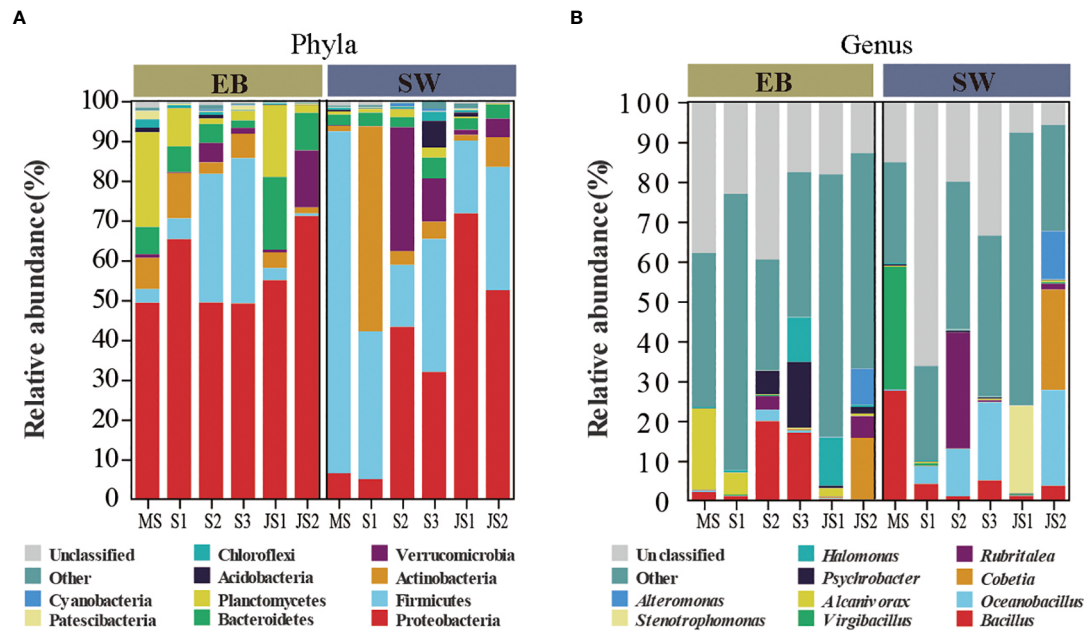 A
Phyla
EB SW
Relative abundance(%)
100
90
80
70
60
50
40
30
20
10
0
MS S1 S2 S3 JS1 JS2 MS S1 S2 S3 JS1 JS2
Unclassified Chloroflexi Verrucomicrobia
Other Acidobacteria Actinobacteria
Cyanobacteria Planctomycetes Firmicutes
Patescibacteria Bacteroidetes Proteobacteria
B
Genus
EB SW
Relative abundance(%)
100
90
80
70
60
50
40
30
20
10
0
MS S1 S2 S3 JS1 JS2 MS S1 S2 S3 JS1 JS2
Unclassified Halomonas Rubritalea
Other Psychrobacter Cobetia
Alteromonas Alcanivorax Oceanobacillus
Stenotrophomonas Virgibacillus Bacillus